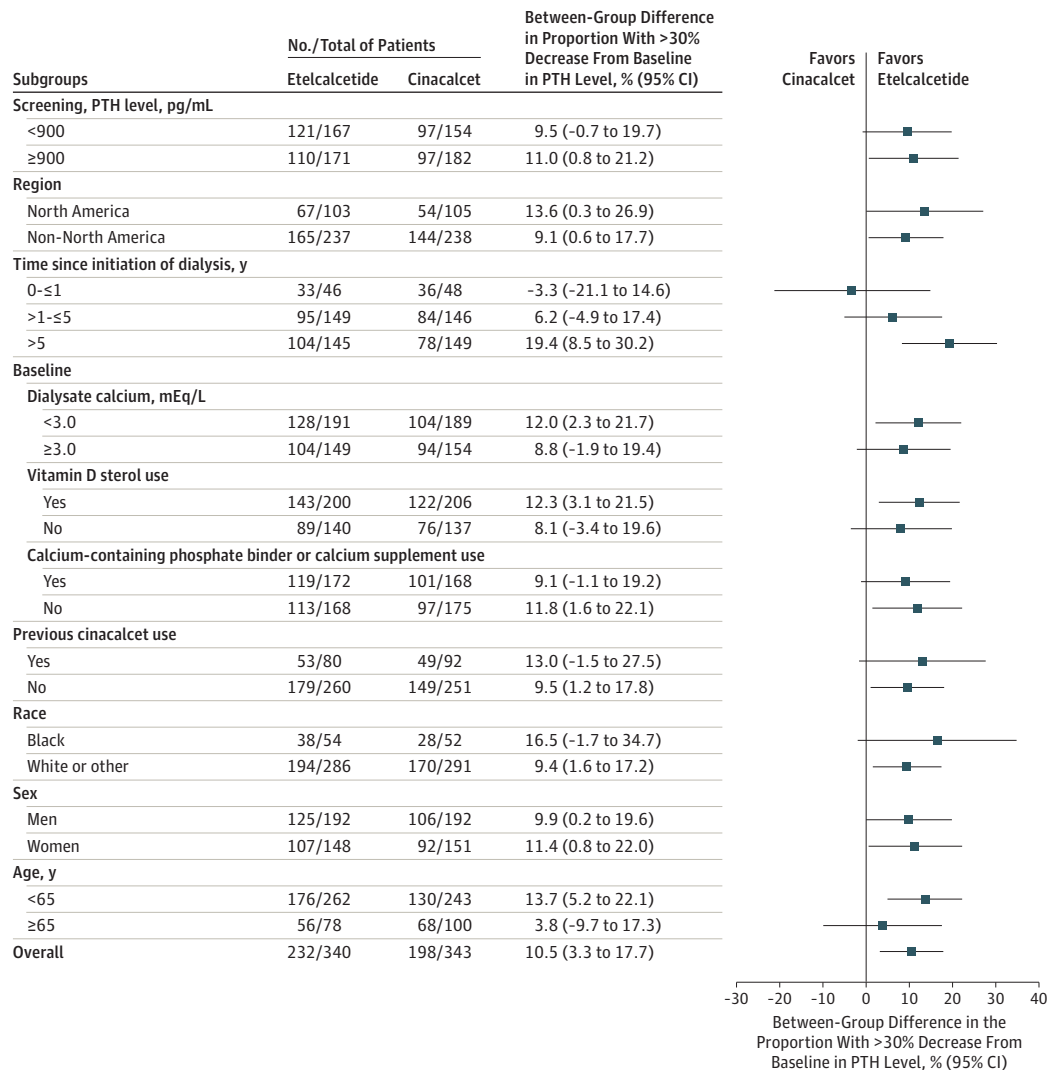 Subgroups
No./Total of Patients
Etelcalcetide Cinacalcet
Between-Group Difference
in Proportion With >30%
Decrease From Baseline
in PTH Level, % (95% CI)
Favors
Cinacalcet
Favors
Etelcalcetide
Screening, PTH level, pg/mL
<900 121/167 97/154 9.5 (-0.7 to 19.7)
≥900 110/171 97/182 11.0 (0.8 to 21.2)
Region
North America 67/103 54/105 13.6 (0.3 to 26.9)
Non-North America 165/237 144/238 9.1 (0.6 to 17.7)
Time since initiation of dialysis, y
0-≤1 33/46 36/48 -3.3 (-21.1 to 14.6)
>1-≤5 95/149 84/146 6.2 (-4.9 to 17.4)
>5 104/145 78/149 19.4 (8.5 to 30.2)
Baseline
Dialysate calcium, mEq/L
<3.0 128/191 104/189 12.0 (2.3 to 21.7)
≥3.0 104/149 94/154 8.8 (-1.9 to 19.4)
Vitamin D sterol use
Yes 143/200 122/206 12.3 (3.1 to 21.5)
No 89/140 76/137 8.1 (-3.4 to 19.6)
Calcium-containing phosphate binder or calcium supplement use
Yes 119/172 101/168 9.1 (-1.1 to 19.2)
No 113/168 97/175 11.8 (1.6 to 22.1)
Previous cinacalcet use
Yes 53/80 49/92 13.0 (-1.5 to 27.5)
No 179/260 149/251 9.5 (1.2 to 17.8)
Race
Black 38/54 28/52 16.5 (-1.7 to 34.7)
White or other 194/286 170/291 9.4 (1.6 to 17.2)
Sex
Men 125/192 106/192 9.9 (0.2 to 19.6)
Women 107/148 92/151 11.4 (0.8 to 22.0)
Age, y
<65 176/262 130/243 13.7 (5.2 to 22.1)
≥65 56/78 68/100 3.8 (-9.7 to 17.3)
Overall 232/340 198/343 10.5 (3.3 to 17.7)
-30 -20 -10 0 10 20 30 40
Between-Group Difference in the
Proportion With >30% Decrease From
Baseline in PTH Level, % (95% CI)